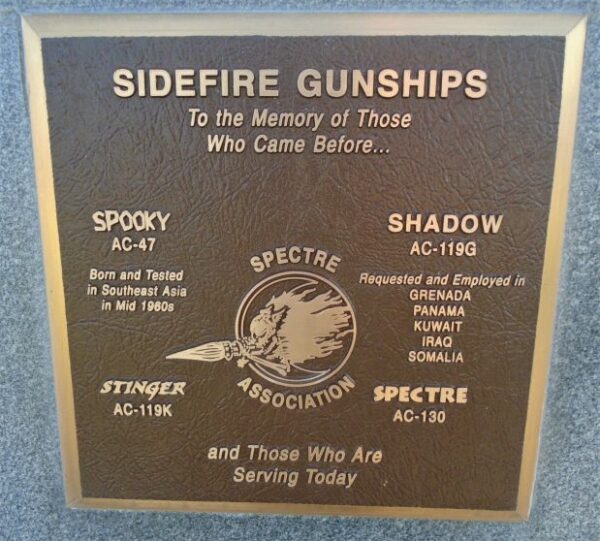 SIDEFIRE GUNSHIPS
To the Memory of Those
Who Came Before...
SPOOKY
AC-47
Born and Tested
in Southeast Asia
in Mid 1960s
SHADOW
AC-119G
Requested and Employed in
GRENADA
PANAMA
KUWAIT
IRAQ
SOMALIA
SPECTRE
ASSOCIATION
STINGER
AC-119K
SPECTRE
AC-130
and Those Who Are
Serving Today